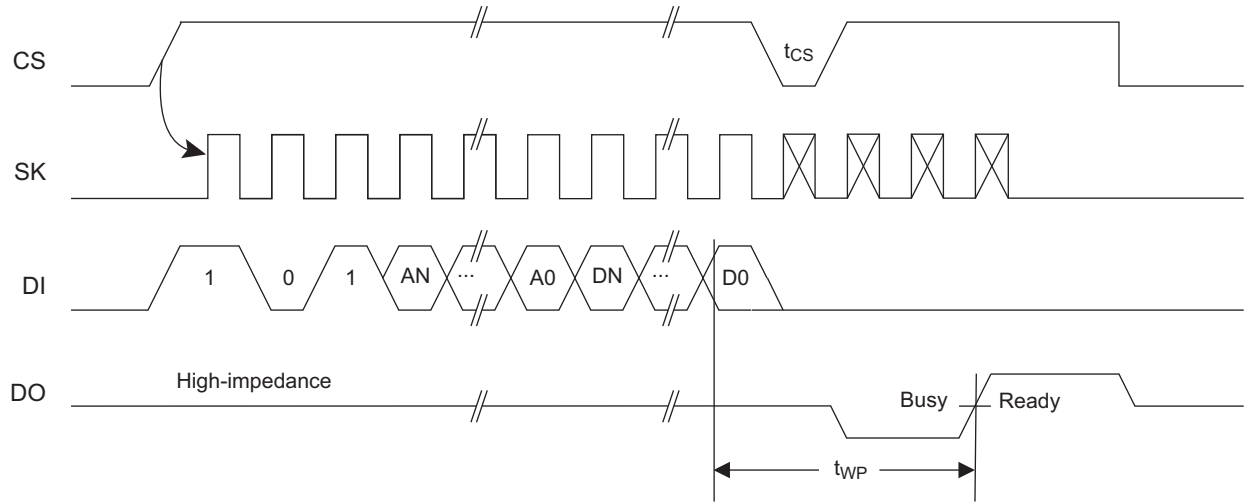 CS
tCS
SK
DI
1 0 1 AN ... A0 DN ... D0
DO
High-impedance
Busy Ready
tWP